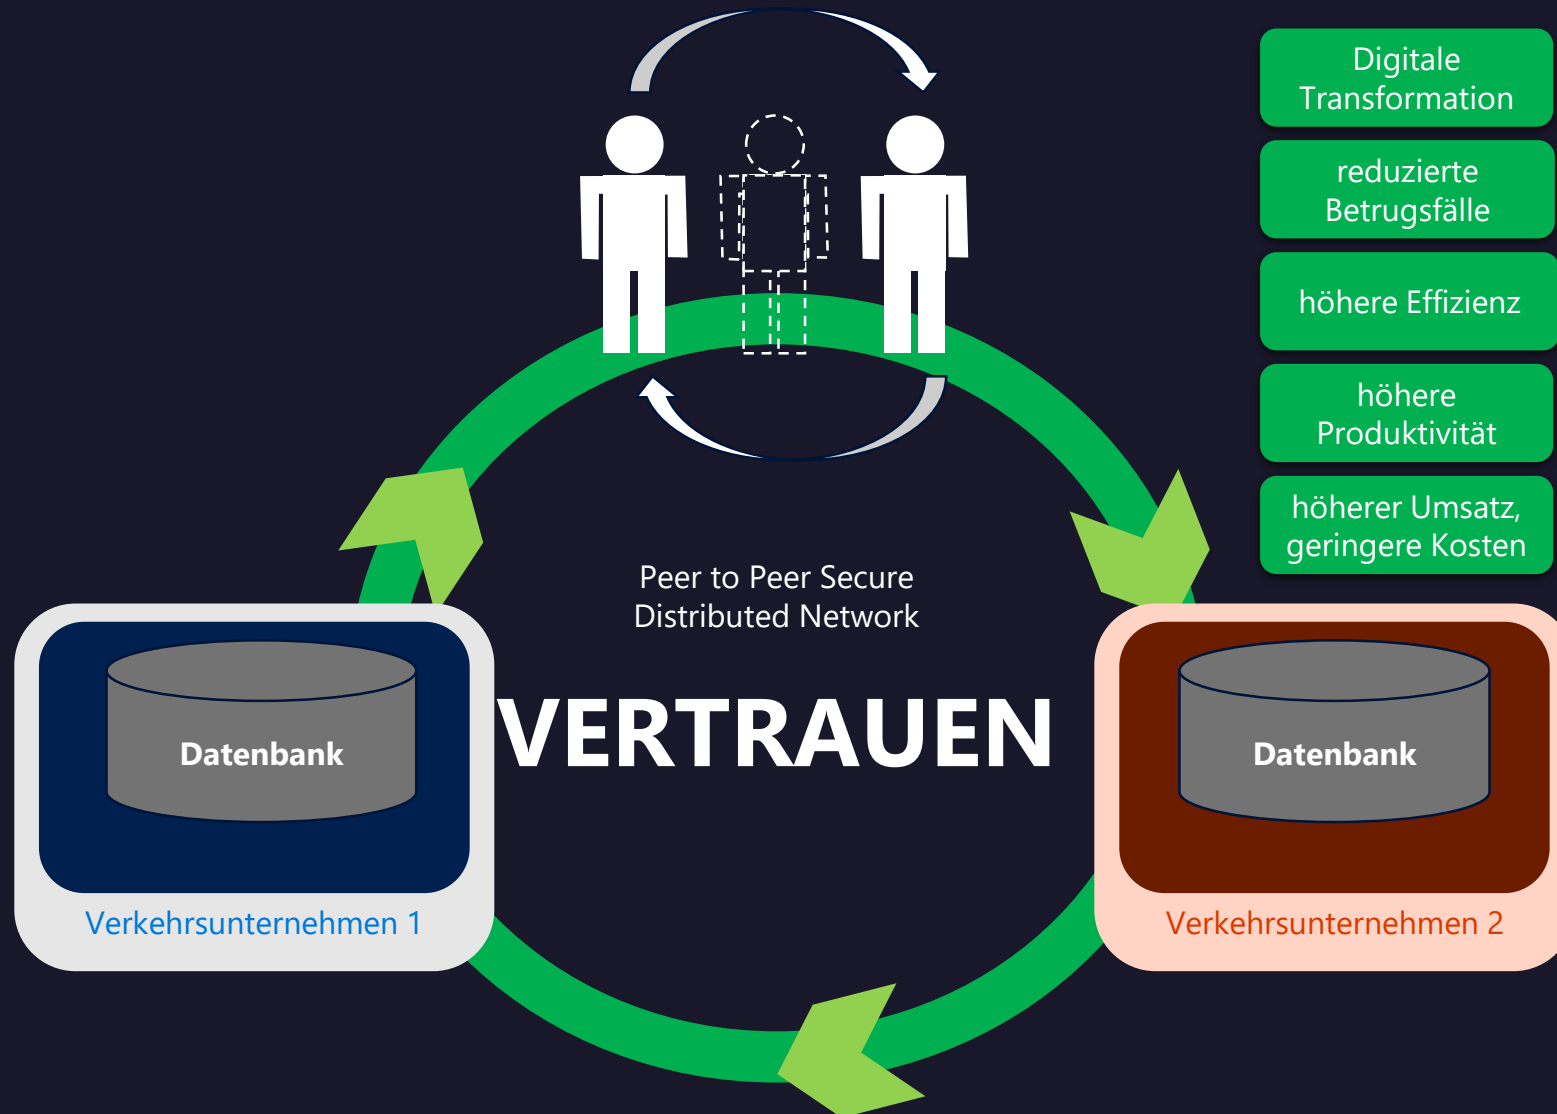 Digitale
Transformation
reduzierte
Betrugsfälle
höhere Effizienz
höhere
Produktivität
höherer Umsatz,
geringere Kosten
Peer to Peer Secure
Distributed Network
VERTRAUEN
Datenbank
Verkehrsunternehmen 1
Datenbank
Verkehrsunternehmen 2